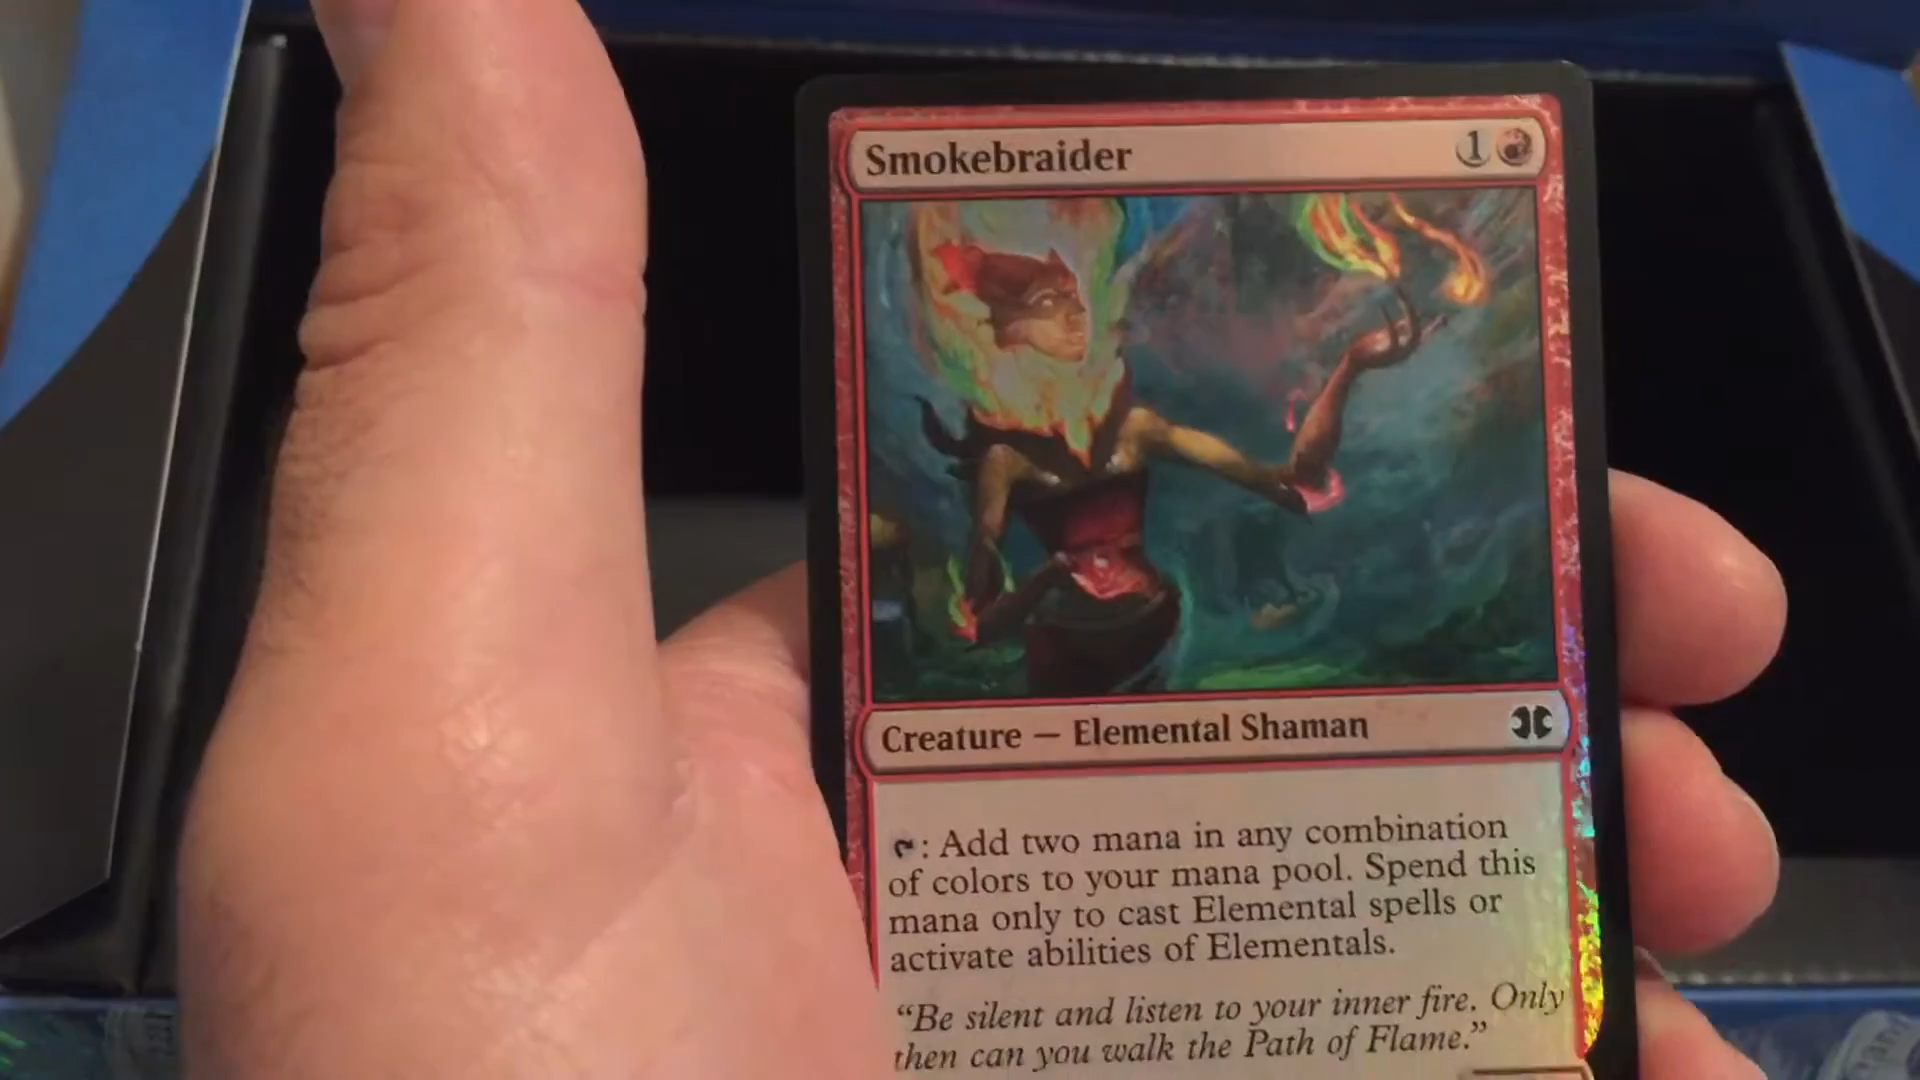 Smokebraider 1
Creature — Elemental Shaman
: Add two mana in any combination
of colors to your mana pool. Spend this
mana only to cast Elemental spells or
activate abilities of Elementals.
“Be silent and listen to your inner fire. Only
then can you walk the Path of Flame.”